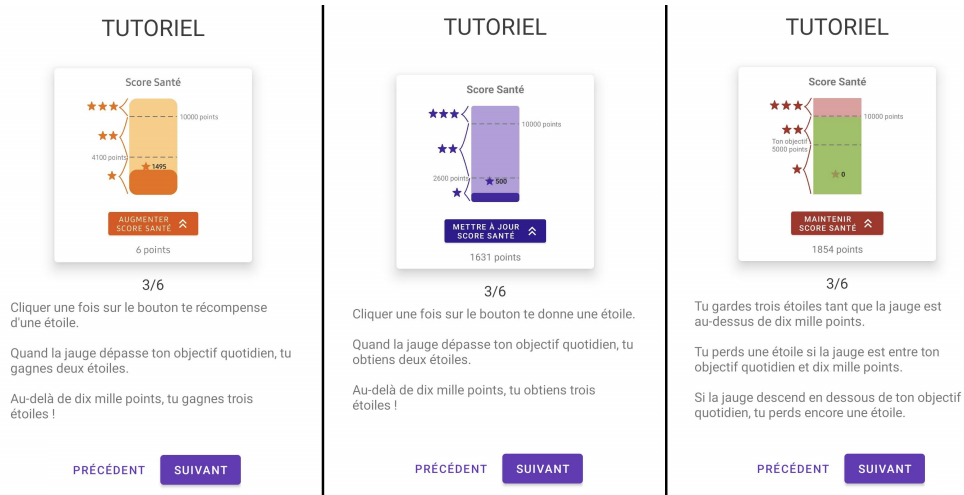 TUTORIEL
Score Santé
10000 points
4100 points
1495
AUGMENTER
SCORE SANTÉ
6 points
3/6
Cliquer une fois sur le bouton te récompense
d'une étoile.
Quand la jauge dépasse ton objectif quotidien, tu
gagnes deux étoiles.
Au-delà de dix mille points, tu gagnes trois
étoiles !
PRÉCÉDENT
SUIVANT
TUTORIEL
Score Santé
10000 points
2600 points
500
METTRE À JOUR
SCORE SANTÉ
1631 points
3/6
Cliquer une fois sur le bouton te donne une étoile.
Quand la jauge dépasse ton objectif quotidien, tu
obtiens deux étoiles.
Au-delà de dix mille points, tu obtiens trois
étoiles !
PRÉCÉDENT
SUIVANT
TUTORIEL
Score Santé
10000 points
Ton objectif
5000 points
0
MAINTENIR
SCORE SANTÉ
1854 points
3/6
Tu gardes trois étoiles tant que la jauge est
au-dessus de dix mille points.
Tu perds une étoile si la jauge est entre ton
objectif quotidien et dix mille points.
Si la jauge descend en dessous de ton objectif
quotidien, tu perds encore une étoile.
PRÉCÉDENT
SUIVANT